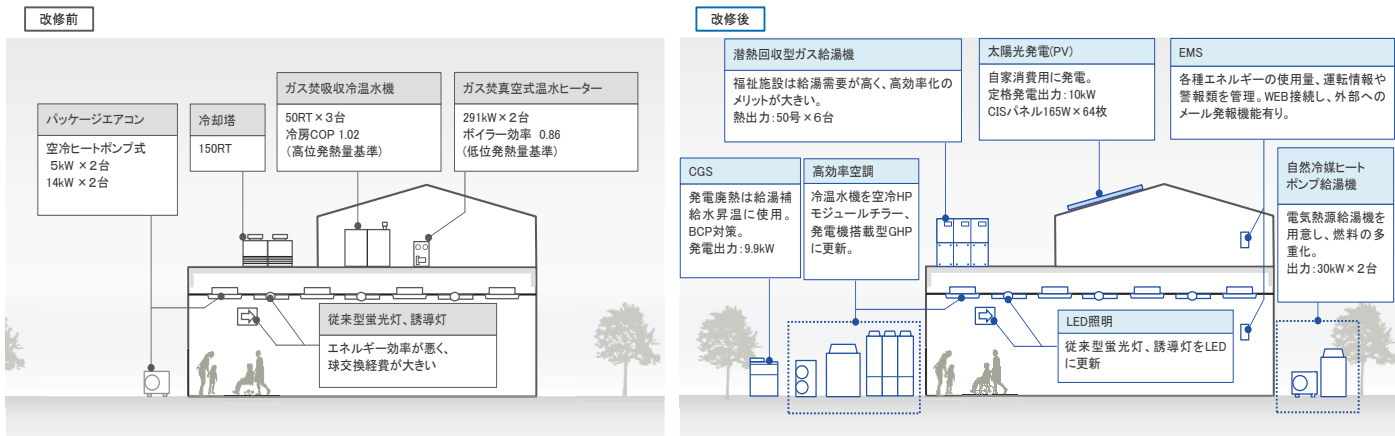 改修前
パッケージエアコン
空冷ヒートポンプ式
5kW×2台
14kW×2台
冷却塔
150RT
ガス焚吸収冷温水機
50RT×3台
冷房COP 1.02
(高位発熱量基準)
ガス焚真空式温水ヒーター
291kW×2台
ボイラー効率 0.86
(低位発熱量基準)
従来型蛍光灯、誘導灯
エネルギー効率が悪く、
球交換経費が大きい
改修後
潜熱回収型ガス給湯機
福祉施設は給湯需要が高く、高効率化の
メリットが大きい。
熱出力:50号×6台
太陽光発電(PV)
自家消費用に発電。
定格発電出力:10kW
CISパネル165W×64枚
EMS
各種エネルギーの使用量、運転情報や
警報類を管理。WEB接続し、外部への
メール発報機能有り。
CGS
発電廃熱は給湯補
給水昇温に使用。
BCP対策。
発電出力:9.9kW
高効率空調
冷温水機を空冷HP
モジュールチラー、
発電機搭載型GHP
に更新。
自然冷媒ヒート
ポンプ給湯機
電気熱源給湯機を
用意し、燃料の多
重化。
出力:30kW×2台
LED照明
従来型蛍光灯、誘導灯をLED
に更新